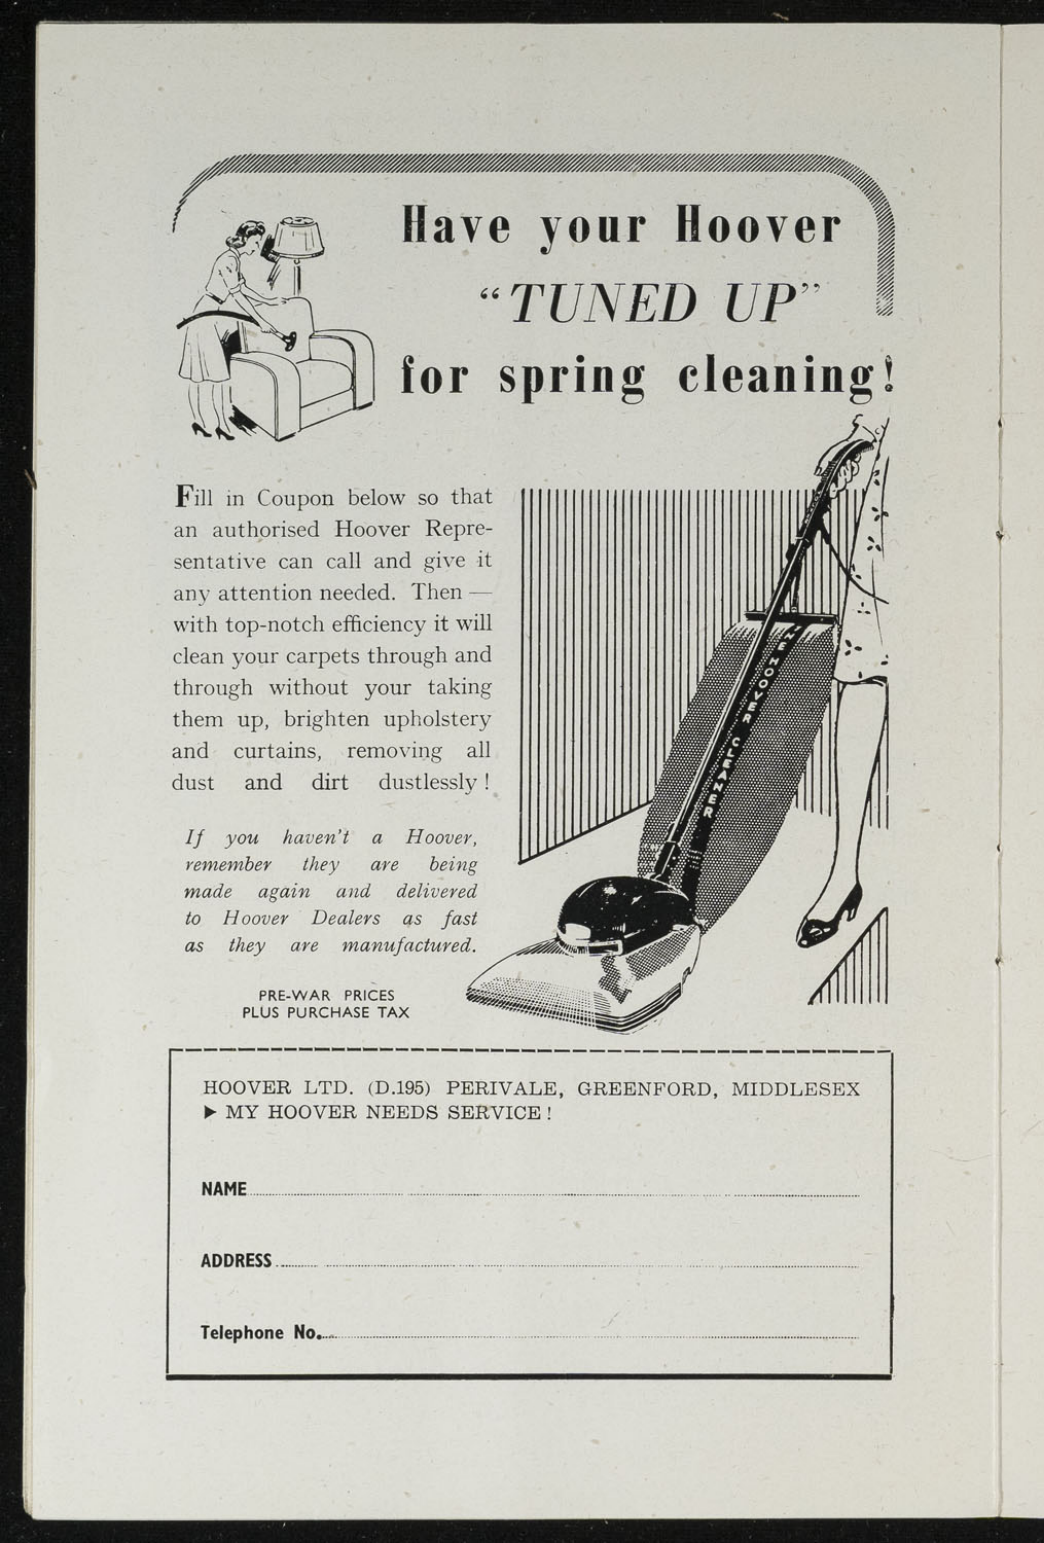 Have your Hoover
“TUNED UP”
for spring cleaning!
Fill in Coupon below so that
an authorised Hoover Repre-
sentative can call and give it
any attention needed. Then —
with top-notch efficiency it will
clean your carpets through and
through without your taking
them up, brighten upholstery
and curtains, removing all
dust and dirt dustlessly!
If you haven't a Hoover,
remember they are being
made again and delivered
to Hoover Dealers as fast
as they are manufactured.
PRE-WAR PRICES
PLUS PURCHASE TAX
THE HOOVER CLEANER
HOOVER LTD. (D.195) PERIVALE, GREENFORD, MIDDLESEX
▶ MY HOOVER NEEDS SERVICE!
NAME
ADDRESS
Telephone No.